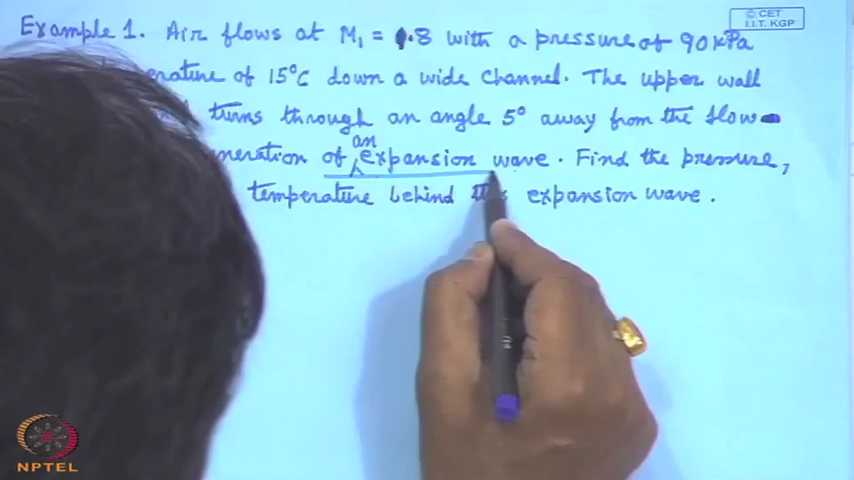 Example 1. Air flows at M₁ = 1.8 with a pressure of 90 kPa
temperature of 15°C down a wide channel. The upper wall
turns through an angle 5° away from the flow
of an expansion wave. Find the pressure,
temperature behind expansion wave.
© CET
I.I.T. KGP
NPTEL